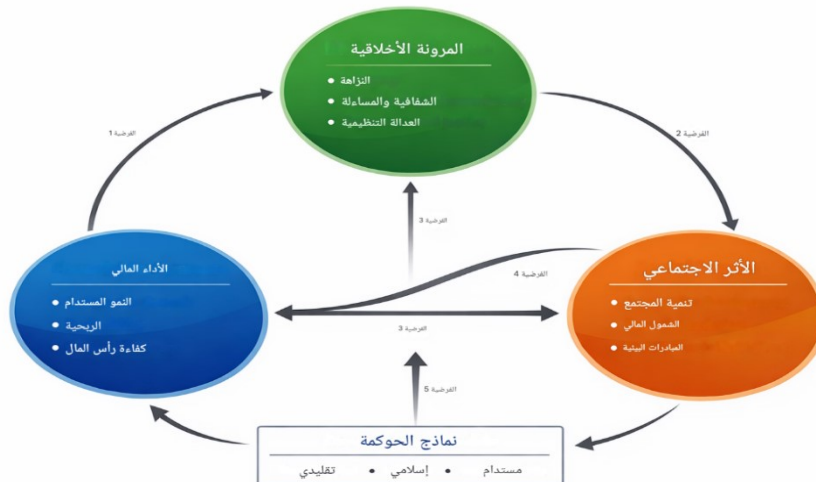 المرونة الأخلاقية
• النزاهة
• الشفافية والمساءلة
• العدالة التنظيمية
الفرضية 1
الفرضية 2
الفرضية 3
الأثر الاجتماعي
• تنمية المجتمع
• الشمول المالي
• المبادرات البيئية
الفرضية 4
الفرضية 3
الأداء المالي
• النمو المستدام
• الربحية
• كفاءة رأس المال
الفرضية 5
نماذج الحوكمة
مستدام • إسلامي • تقليدي